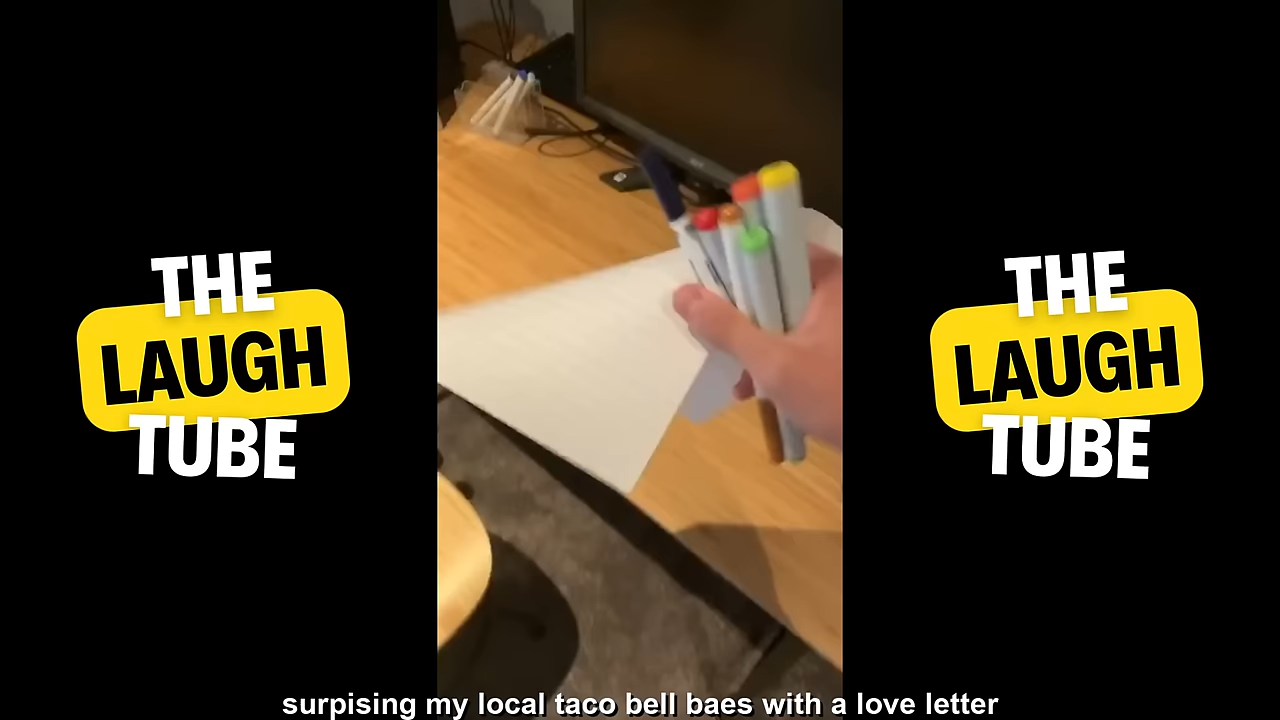 THE
LAUGH
TUBE
THE
LAUGH
TUBE
surpising my local taco bell baes with a love letter